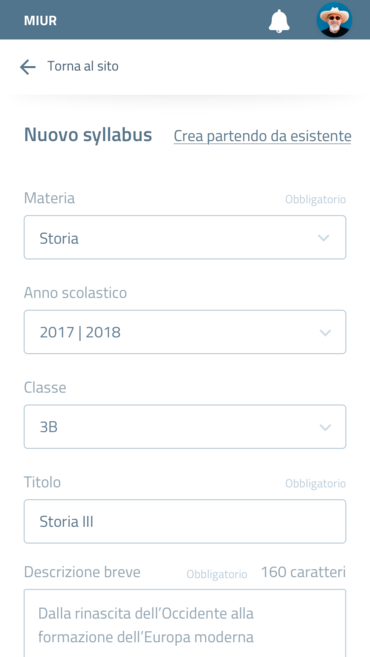 MIUR
Torna al sito
Nuovo syllabus Crea partendo da esistente
Materia Obbligatorio
Storia
Anno scolastico
2017 | 2018
Classe
3B
Titolo Obbligatorio
Storia III
Descrizione breve Obbligatorio 160 caratteri
Dalla rinascita dell'Occidente alla
formazione dell'Europa moderna